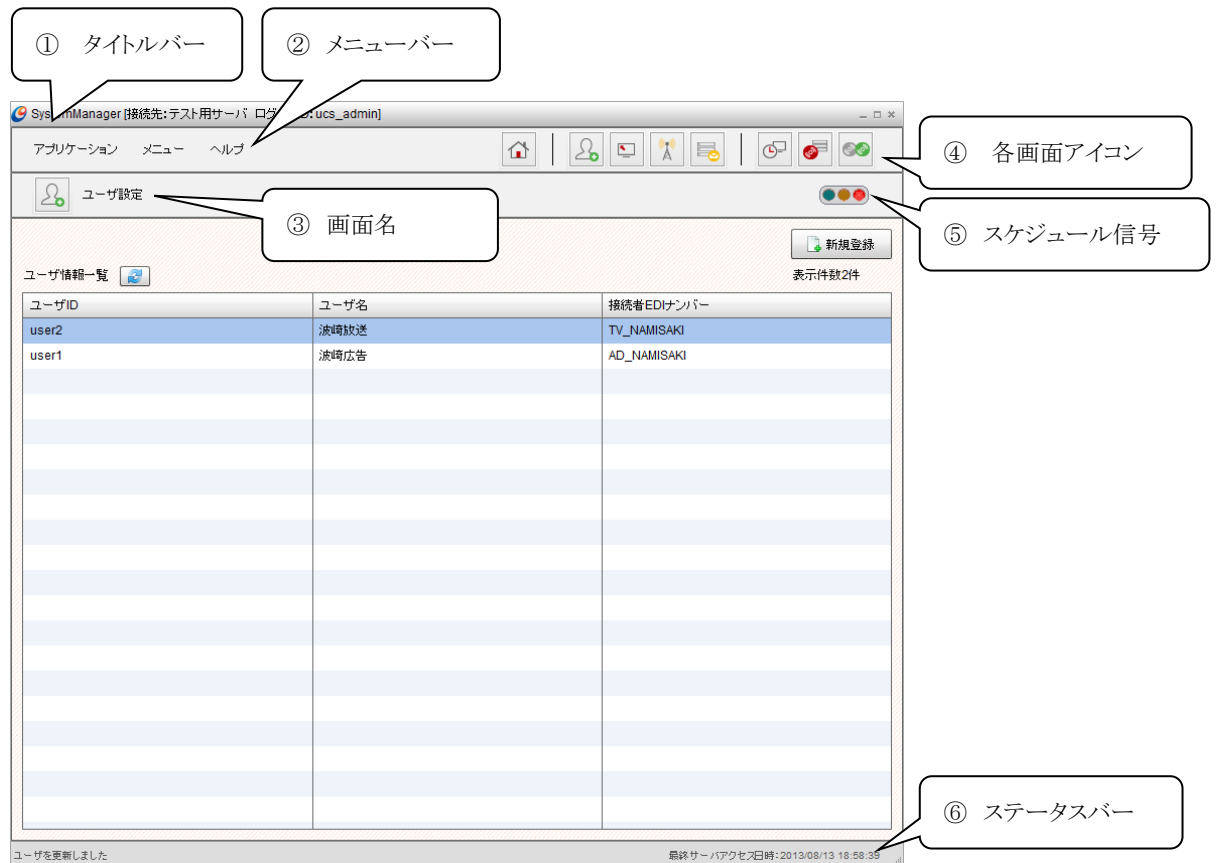 ① タイトルバー
② メニューバー
SystemManager [接続先:テスト用サーバ ログ D:ucs_admin]
アプリケーション メニュー ヘルプ
④ 各画面アイコン
ユーザ設定
③ 画面名
⑤ スケジュール信号
新規登録
ユーザ情報一覧
表示件数2件
ユーザID ユーザ名 接続者EDIナンバー
user2 波崎放送 TV_NAMISAKI
user1 波崎広告 AD_NAMISAKI
⑥ ステータスバー
ユーザを更新しました 最終サーバアクセス日時:2013/08/13 18:58:39